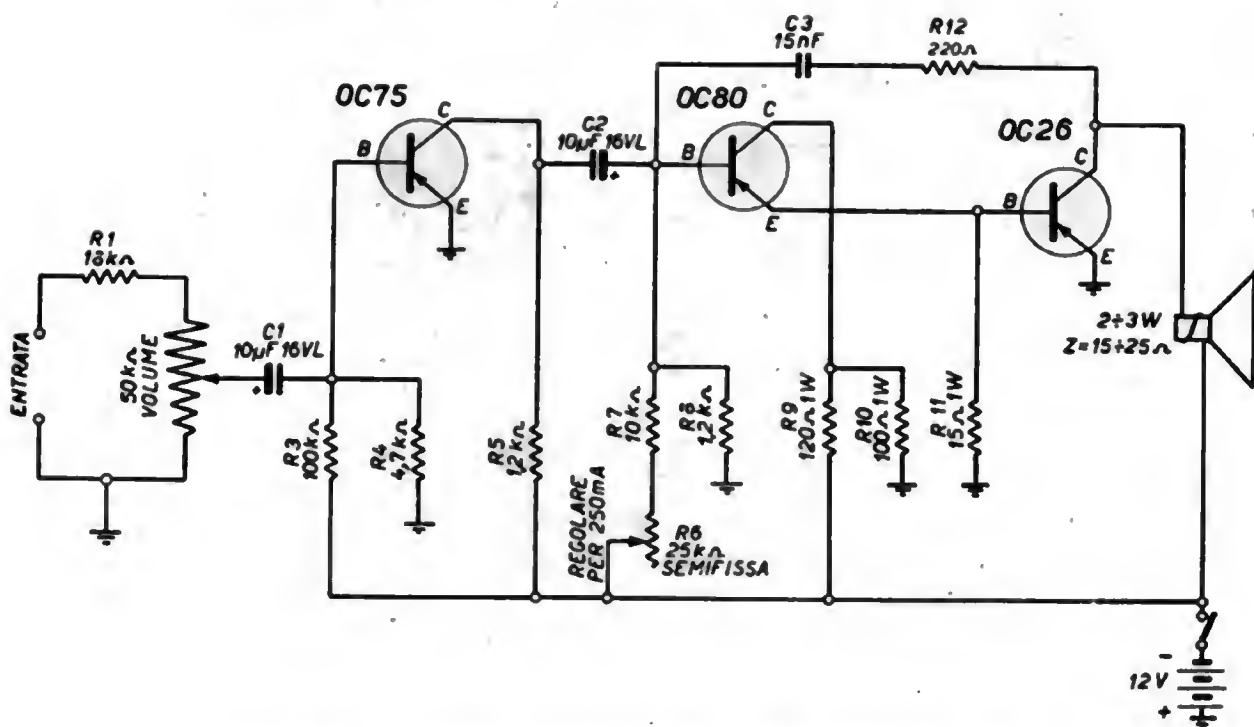 C3
15nF
R12
220Ω
OC75
C
B
E
C2
10µF 16VL
+
OC80
C
B
E
OC26
C
B
E
R1
18kΩ
ENTRATA
50kΩ
VOLUME
C1
10µF 16VL
+
R3
100kΩ
R4
4,7kΩ
R5
1,2kΩ
R7
10kΩ
R8
1,2kΩ
R9
120Ω 1W
R10
100Ω 1W
R11
15Ω 1W
2÷3W
Z=15÷25Ω
REGOLARE
PER 250mA
R6
25kΩ
SEMIFISSA
-
12V
+